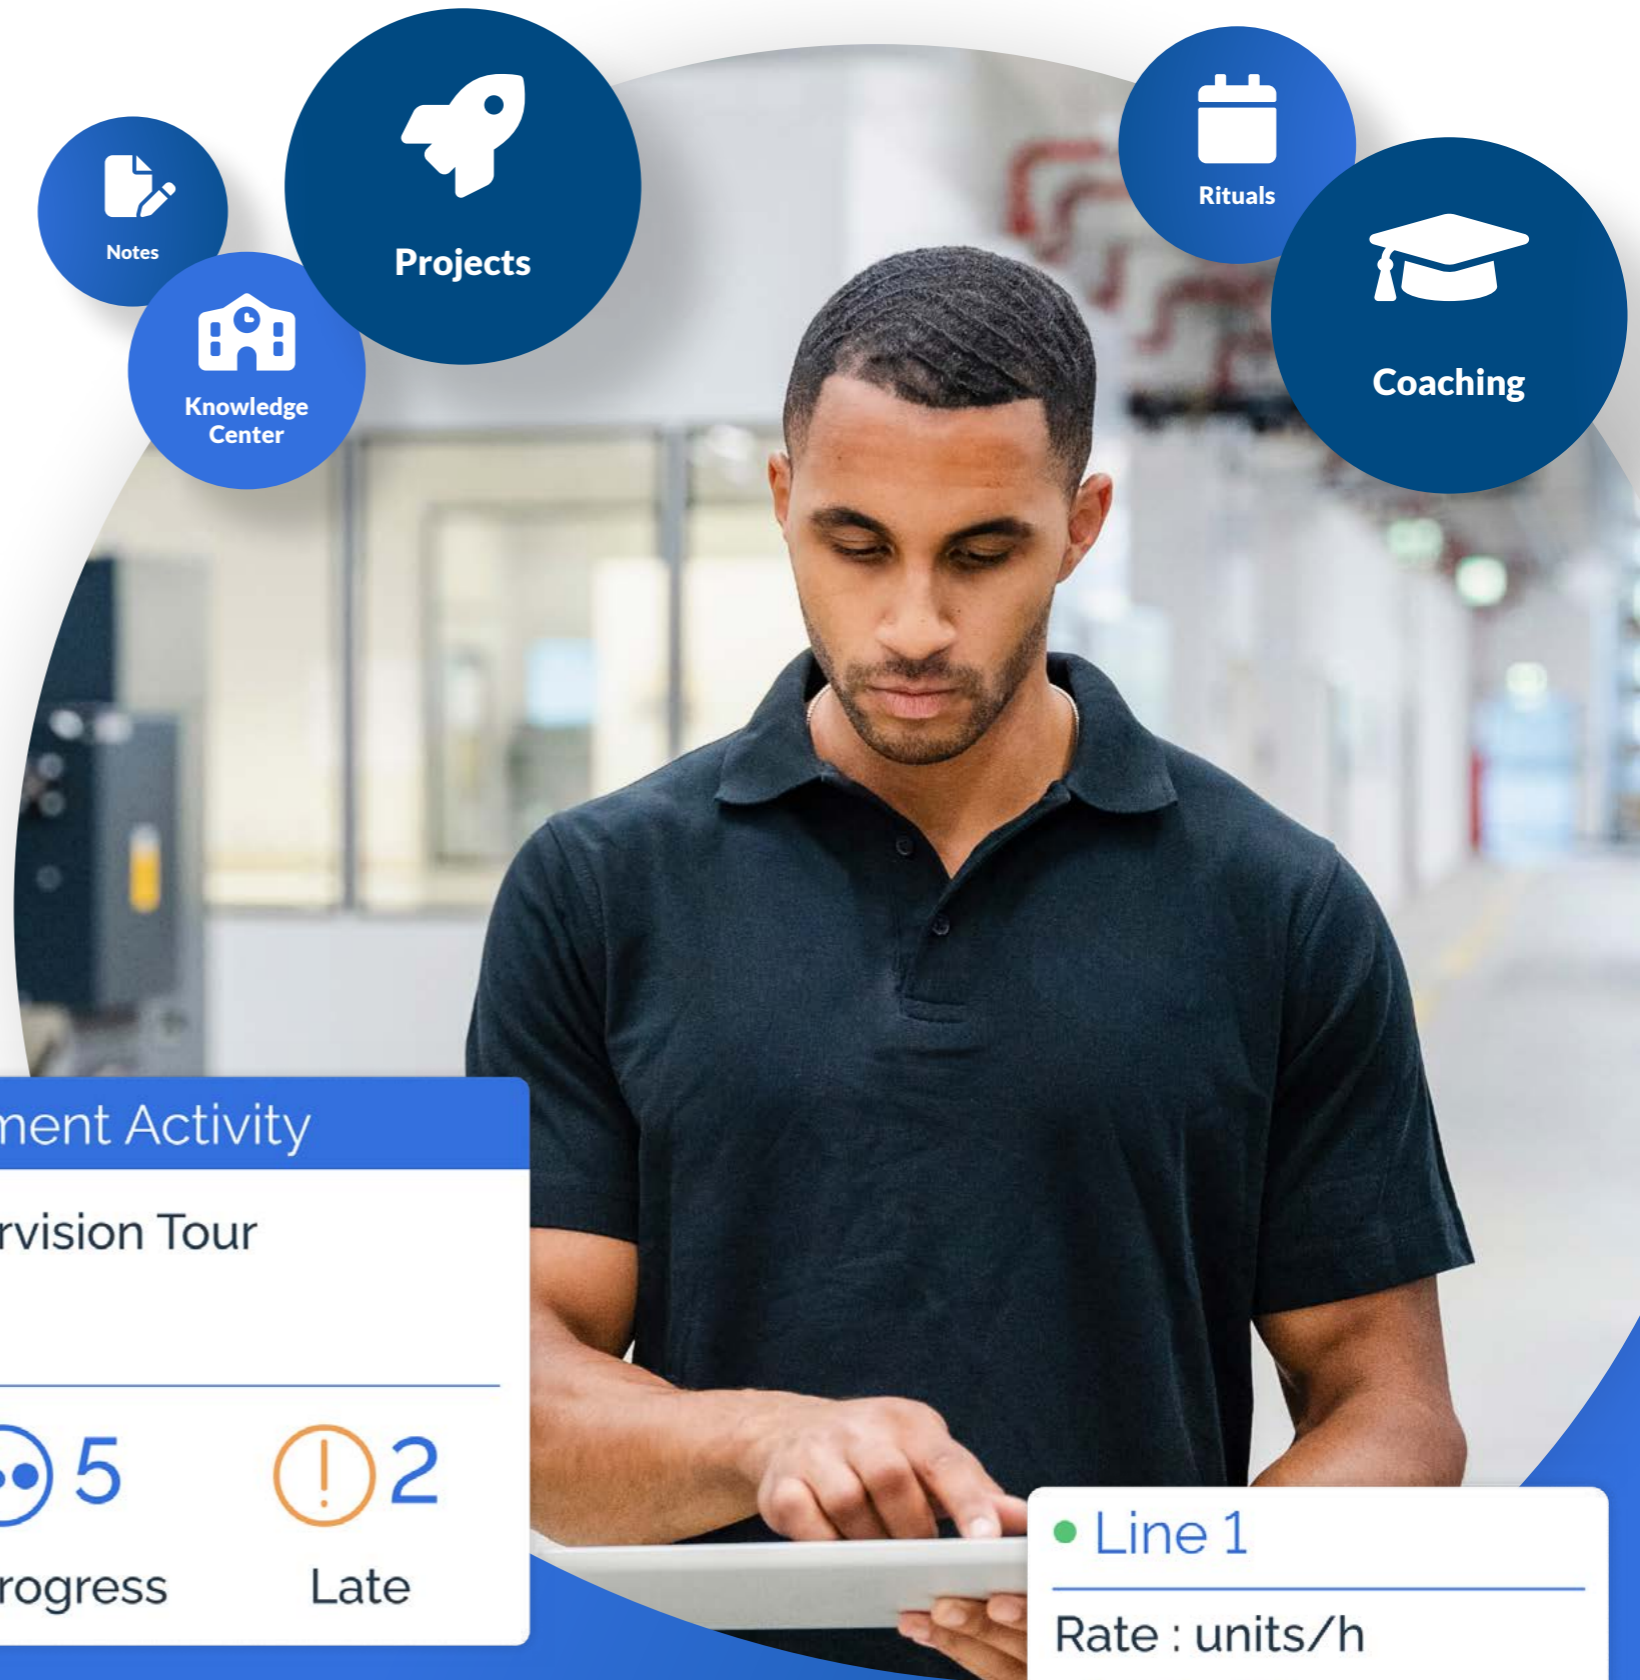 Notes
Projects
Knowledge
Center
Rituals
Coaching
ment Activity
rvision Tour
5
2
rogress
Late
Line 1
Rate : units/h